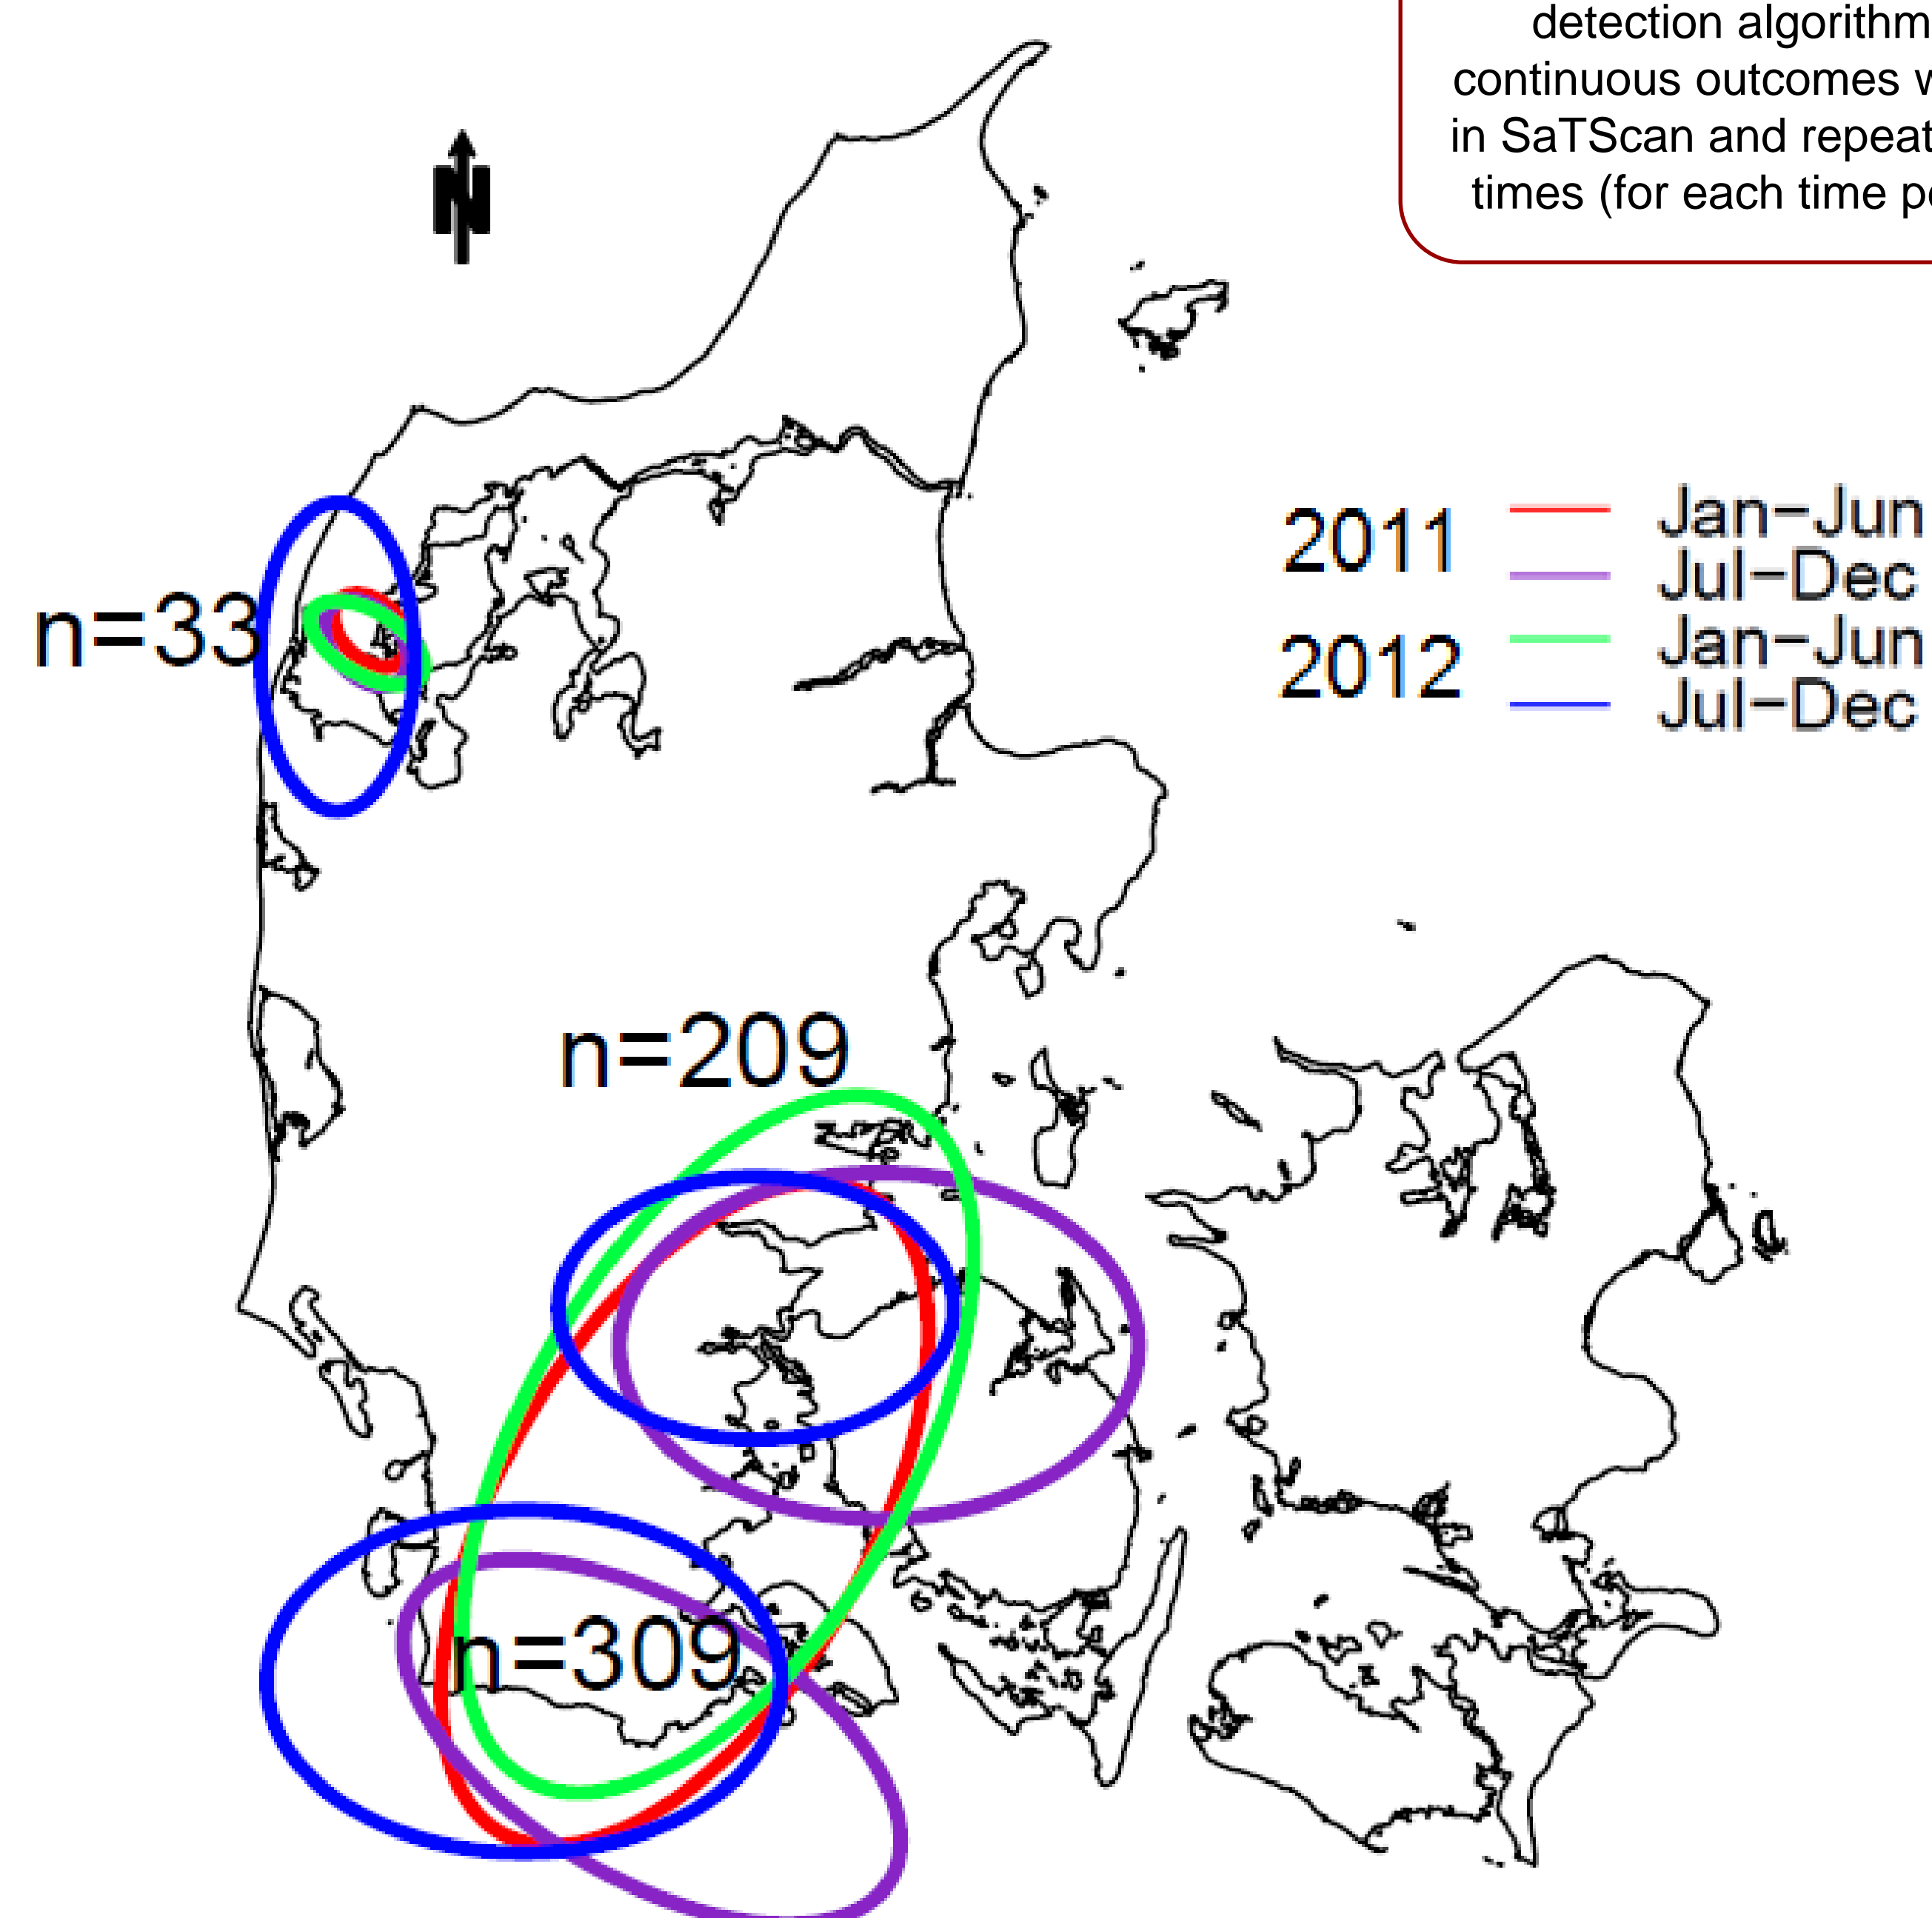 detection algorithm
continuous outcomes
in SaTScan and repeat
times (for each time
N
2011
Jan-Jun
Jul-Dec
2012
Jan-Jun
Jul-Dec
n=33
n=209
n=309